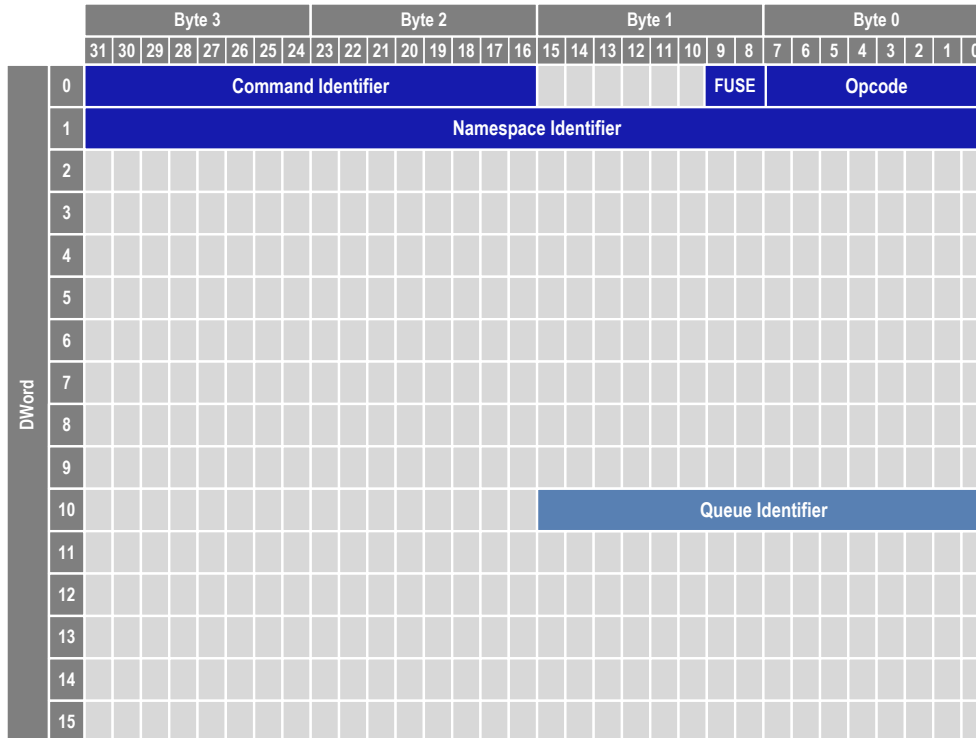 Byte 3 Byte 2 Byte 1 Byte 0
31 30 29 28 27 26 25 24 23 22 21 20 19 18 17 16 15 14 13 12 11 10 9 8 7 6 5 4 3 2 1 0
DWord
0 Command Identifier FUSE Opcode
1 Namespace Identifier
2
3
4
5
6
7
8
9
10 Queue Identifier
11
12
13
14
15